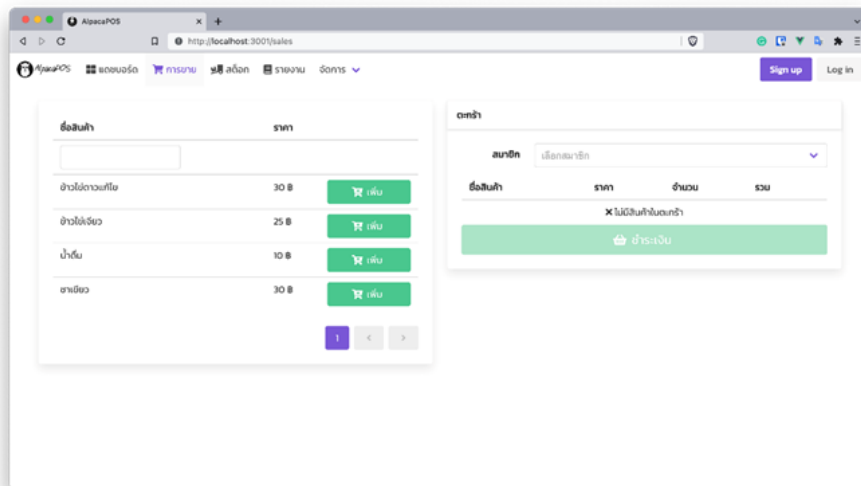 AlpacaPOS
http://localhost:3001/sales
AlpacaPOS แดชบอร์ด การขาย สต็อก รายงาน จัดการ Sign up Log in
ชื่อสินค้า ราคา
ข้าวไข่ดาวแก้โย 30 ฿ เพิ่ม
ข้าวไข่เจียว 25 ฿ เพิ่ม
น้ำดื่ม 10 ฿ เพิ่ม
ชาเขียว 30 ฿ เพิ่ม
1
ตะกร้า
สมาชิก เลือกสมาชิก
ชื่อสินค้า ราคา จำนวน รวม
ไม่มีสินค้าในตะกร้า
ชำระเงิน